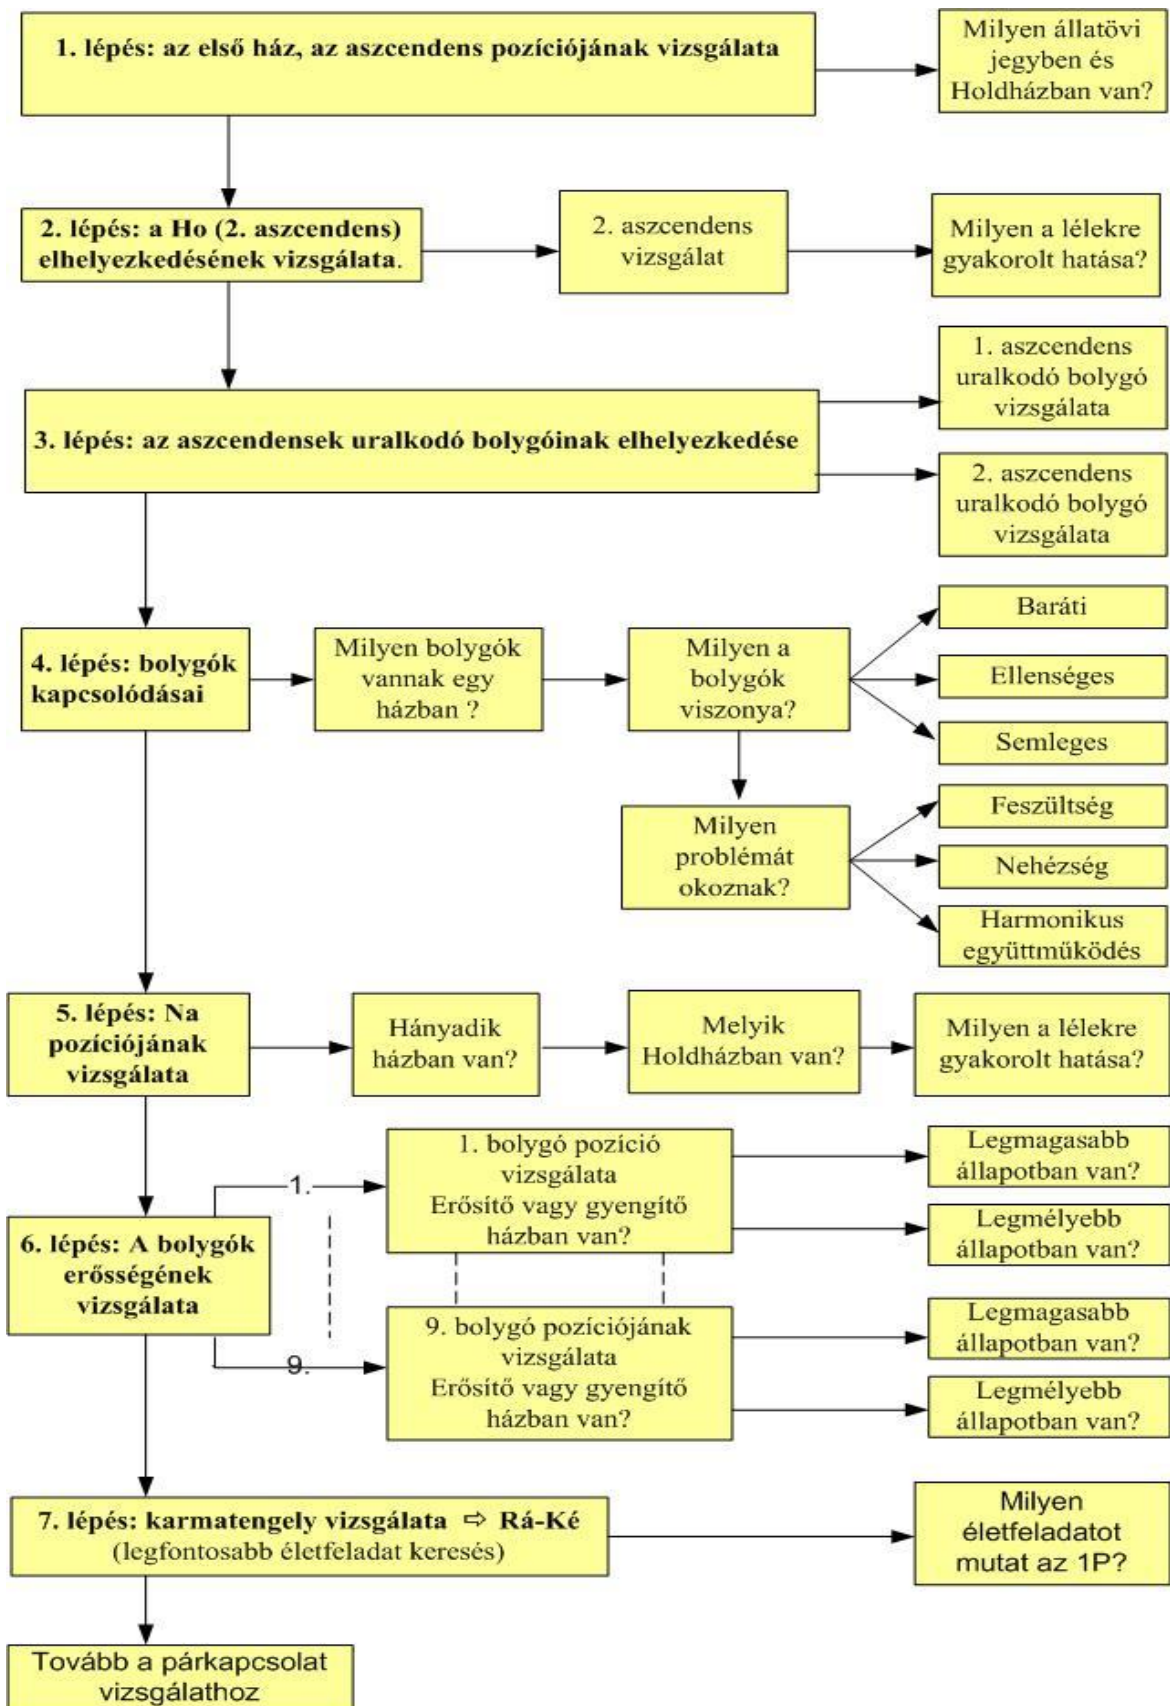 1. lépés: az első ház, az aszcendens pozíciójának vizsgálata
Milyen állatövi
jegyben és
Holdházban van?
2. lépés: a Ho (2. aszcendens)
elhelyezkedésének vizsgálata.
2. aszcendens
vizsgálat
Milyen a lélekre
gyakorolt hatása?
3. lépés: az aszcendensek uralkodó bolygóinak elhelyezkedése
1. aszcendens
uralkodó bolygó
vizsgálata
2. aszcendens
uralkodó bolygó
vizsgálata
4. lépés: bolygók
kapcsolódásai
Milyen bolygók
vannak egy
házban ?
Milyen a
bolygók
viszonya?
Baráti
Ellenséges
Semleges
Milyen
problémát
okoznak?
Feszültség
Nehézség
Harmonikus
együttműködés
5. lépés: Na
pozíciójának
vizsgálata
Hányadik
házban van?
Melyik
Holdházban van?
Milyen a lélekre
gyakorolt hatása?
6. lépés: A bolygók
erősségének
vizsgálata
1.
1. bolygó pozíció
vizsgálata
Erősítő vagy gyengítő
házban van?
Legmagasabb
állapotban van?
Legmélyebb
állapotban van?
9.
9. bolygó pozíciójának
vizsgálata
Erősítő vagy gyengítő
házban van?
Legmagasabb
állapotban van?
Legmélyebb
állapotban van?
7. lépés: karmatengely vizsgálata ⇨ Rá-Ké
(legfontosabb életfeladat keresés)
Milyen
életfeladatot
mutat az 1P?
Tovább a párkapcsolat
vizsgálathoz